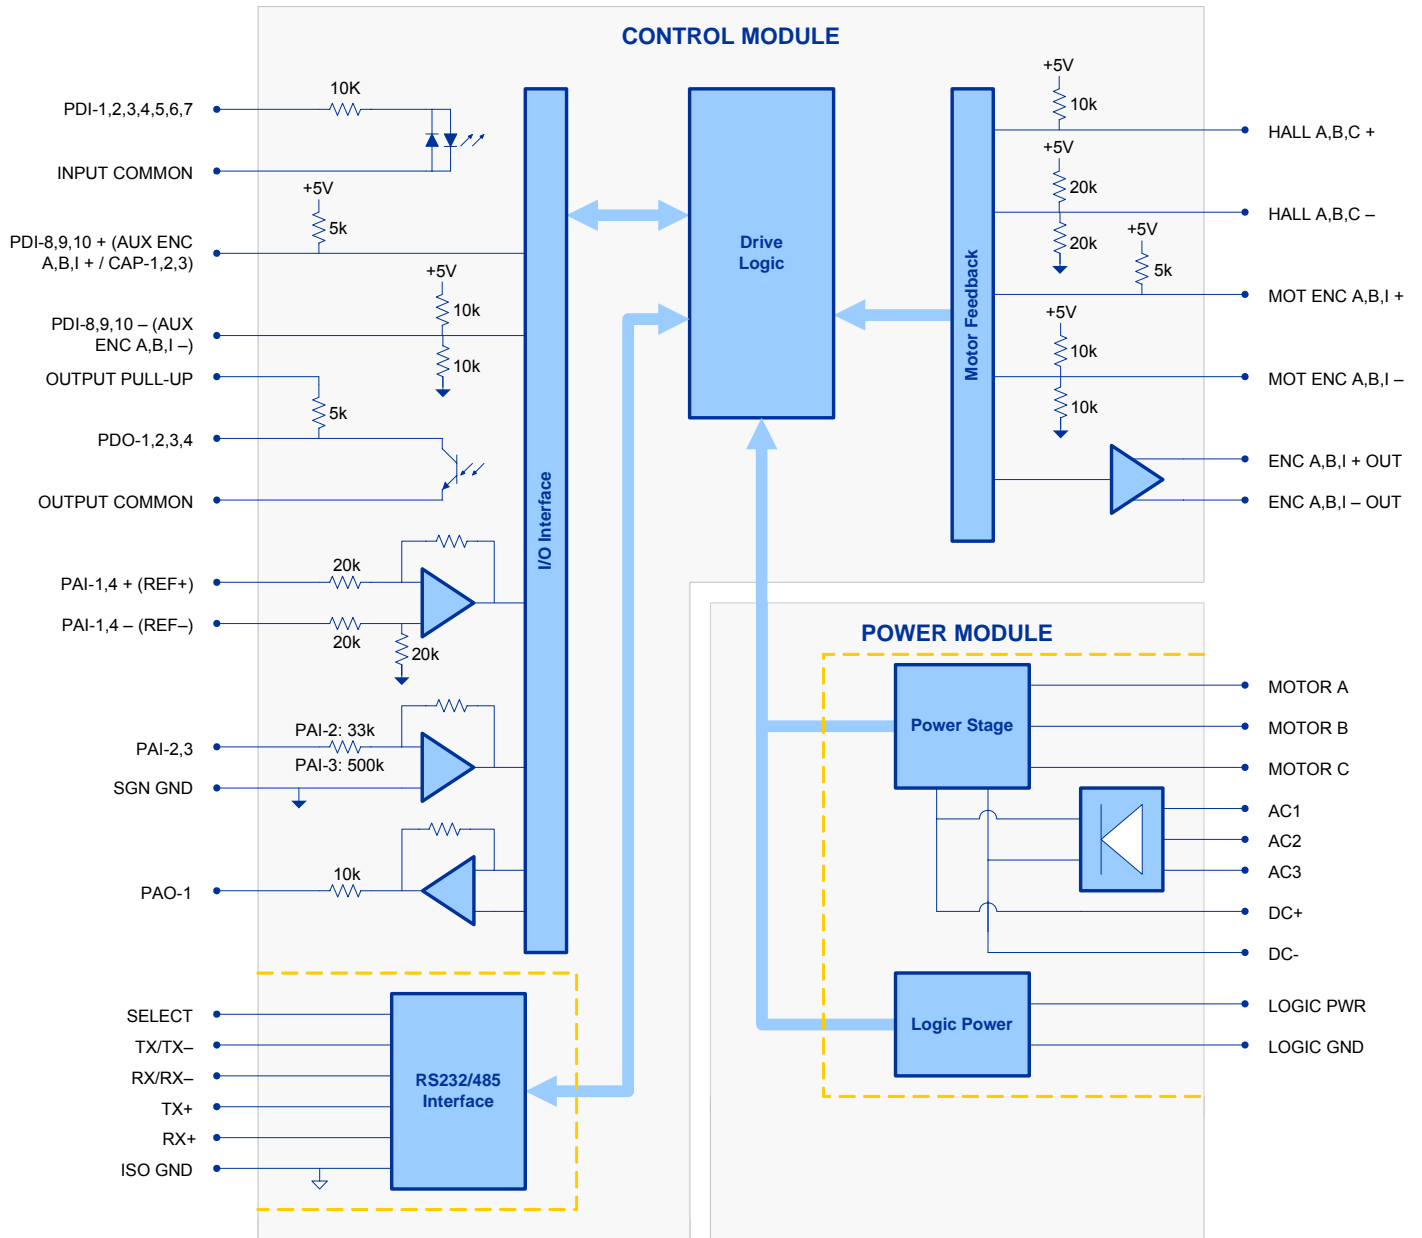 CONTROL MODULE
PDI-1,2,3,4,5,6,7
10K
INPUT COMMON
+5V
5k
PDI-8,9,10 + (AUX ENC
A,B,I + / CAP-1,2,3)
+5V
10k
PDI-8,9,10 – (AUX
ENC A,B,I –)
10k
OUTPUT PULL-UP
5k
PDO-1,2,3,4
OUTPUT COMMON
PAI-1,4 + (REF+)
20k
PAI-1,4 – (REF–)
20k
20k
PAI-2,3
PAI-2: 33k
PAI-3: 500k
SGN GND
PAO-1
10k
I/O Interface
SELECT
TX/TX–
RX/RX–
TX+
RX+
ISO GND
RS232/485
Interface
Drive
Logic
Motor Feedback
+5V
10k
HALL A,B,C +
+5V
20k
HALL A,B,C –
20k
+5V
5k
MOT ENC A,B,I +
+5V
10k
MOT ENC A,B,I –
10k
ENC A,B,I + OUT
ENC A,B,I – OUT
POWER MODULE
Power Stage
MOTOR A
MOTOR B
MOTOR C
AC1
AC2
AC3
DC+
DC-
Logic Power
LOGIC PWR
LOGIC GND